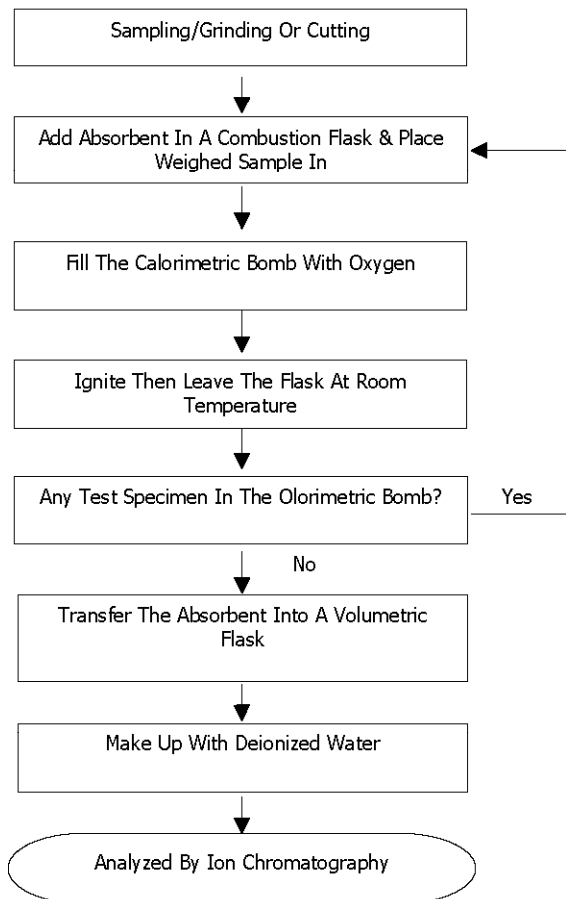 Sampling/Grinding Or Cutting
Add Absorbent In A Combustion Flask & Place
Weighed Sample In
Fill The Calorimetric Bomb With Oxygen
Ignite Then Leave The Flask At Room
Temperature
Any Test Specimen In The Olorimetric Bomb?
Yes
No
Transfer The Absorbent Into A Volumetric
Flask
Make Up With Deionized Water
Analyzed By Ion Chromatography